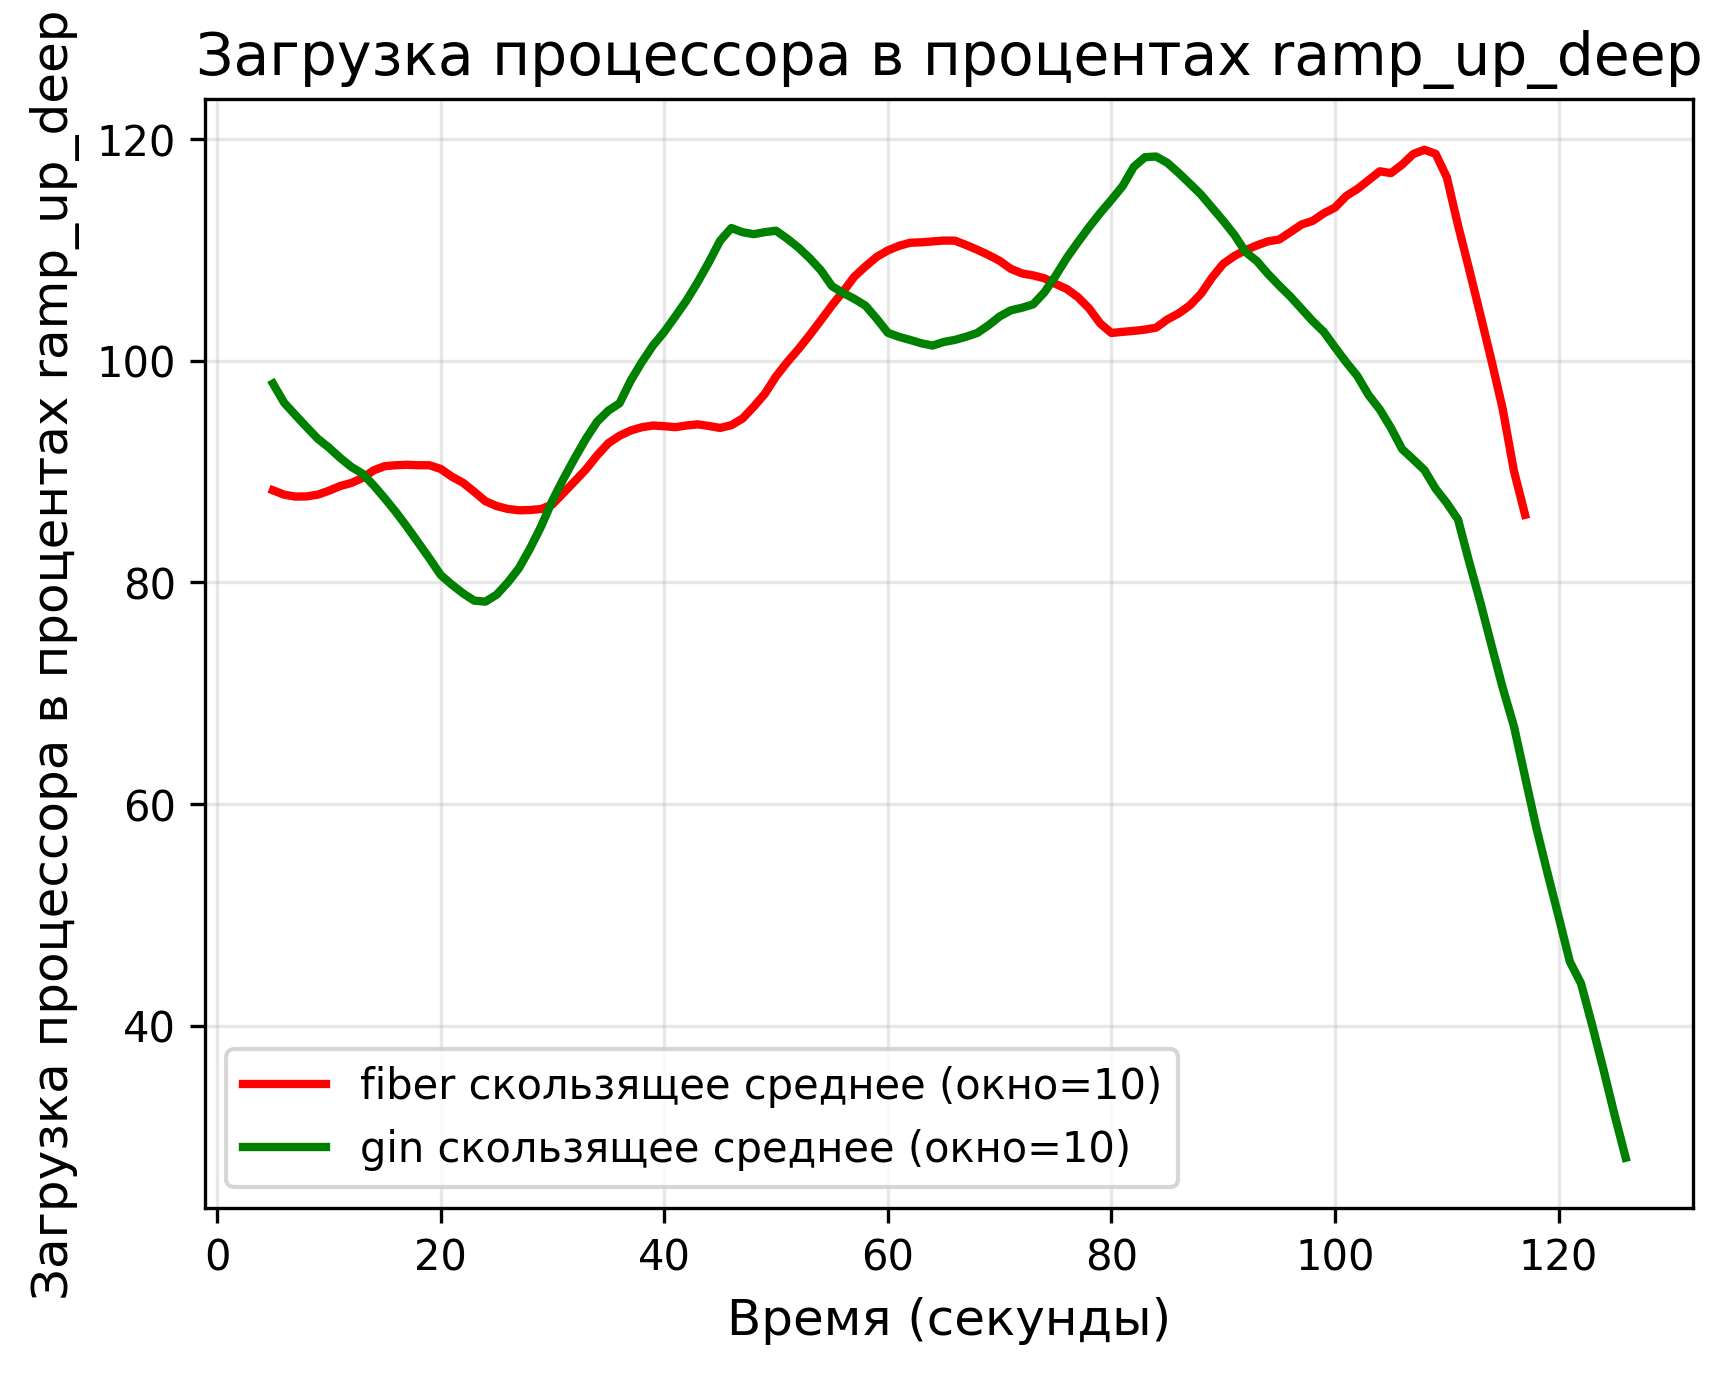 Загрузка процессора в процентах ramp_up_deep
Загрузка процессора в процентах ramp_up_deep
120
100
80
60
40
fiber скользящее среднее (окно=10)
gin скользящее среднее (окно=10)
0 20 40 60 80 100 120
Время (секунды)